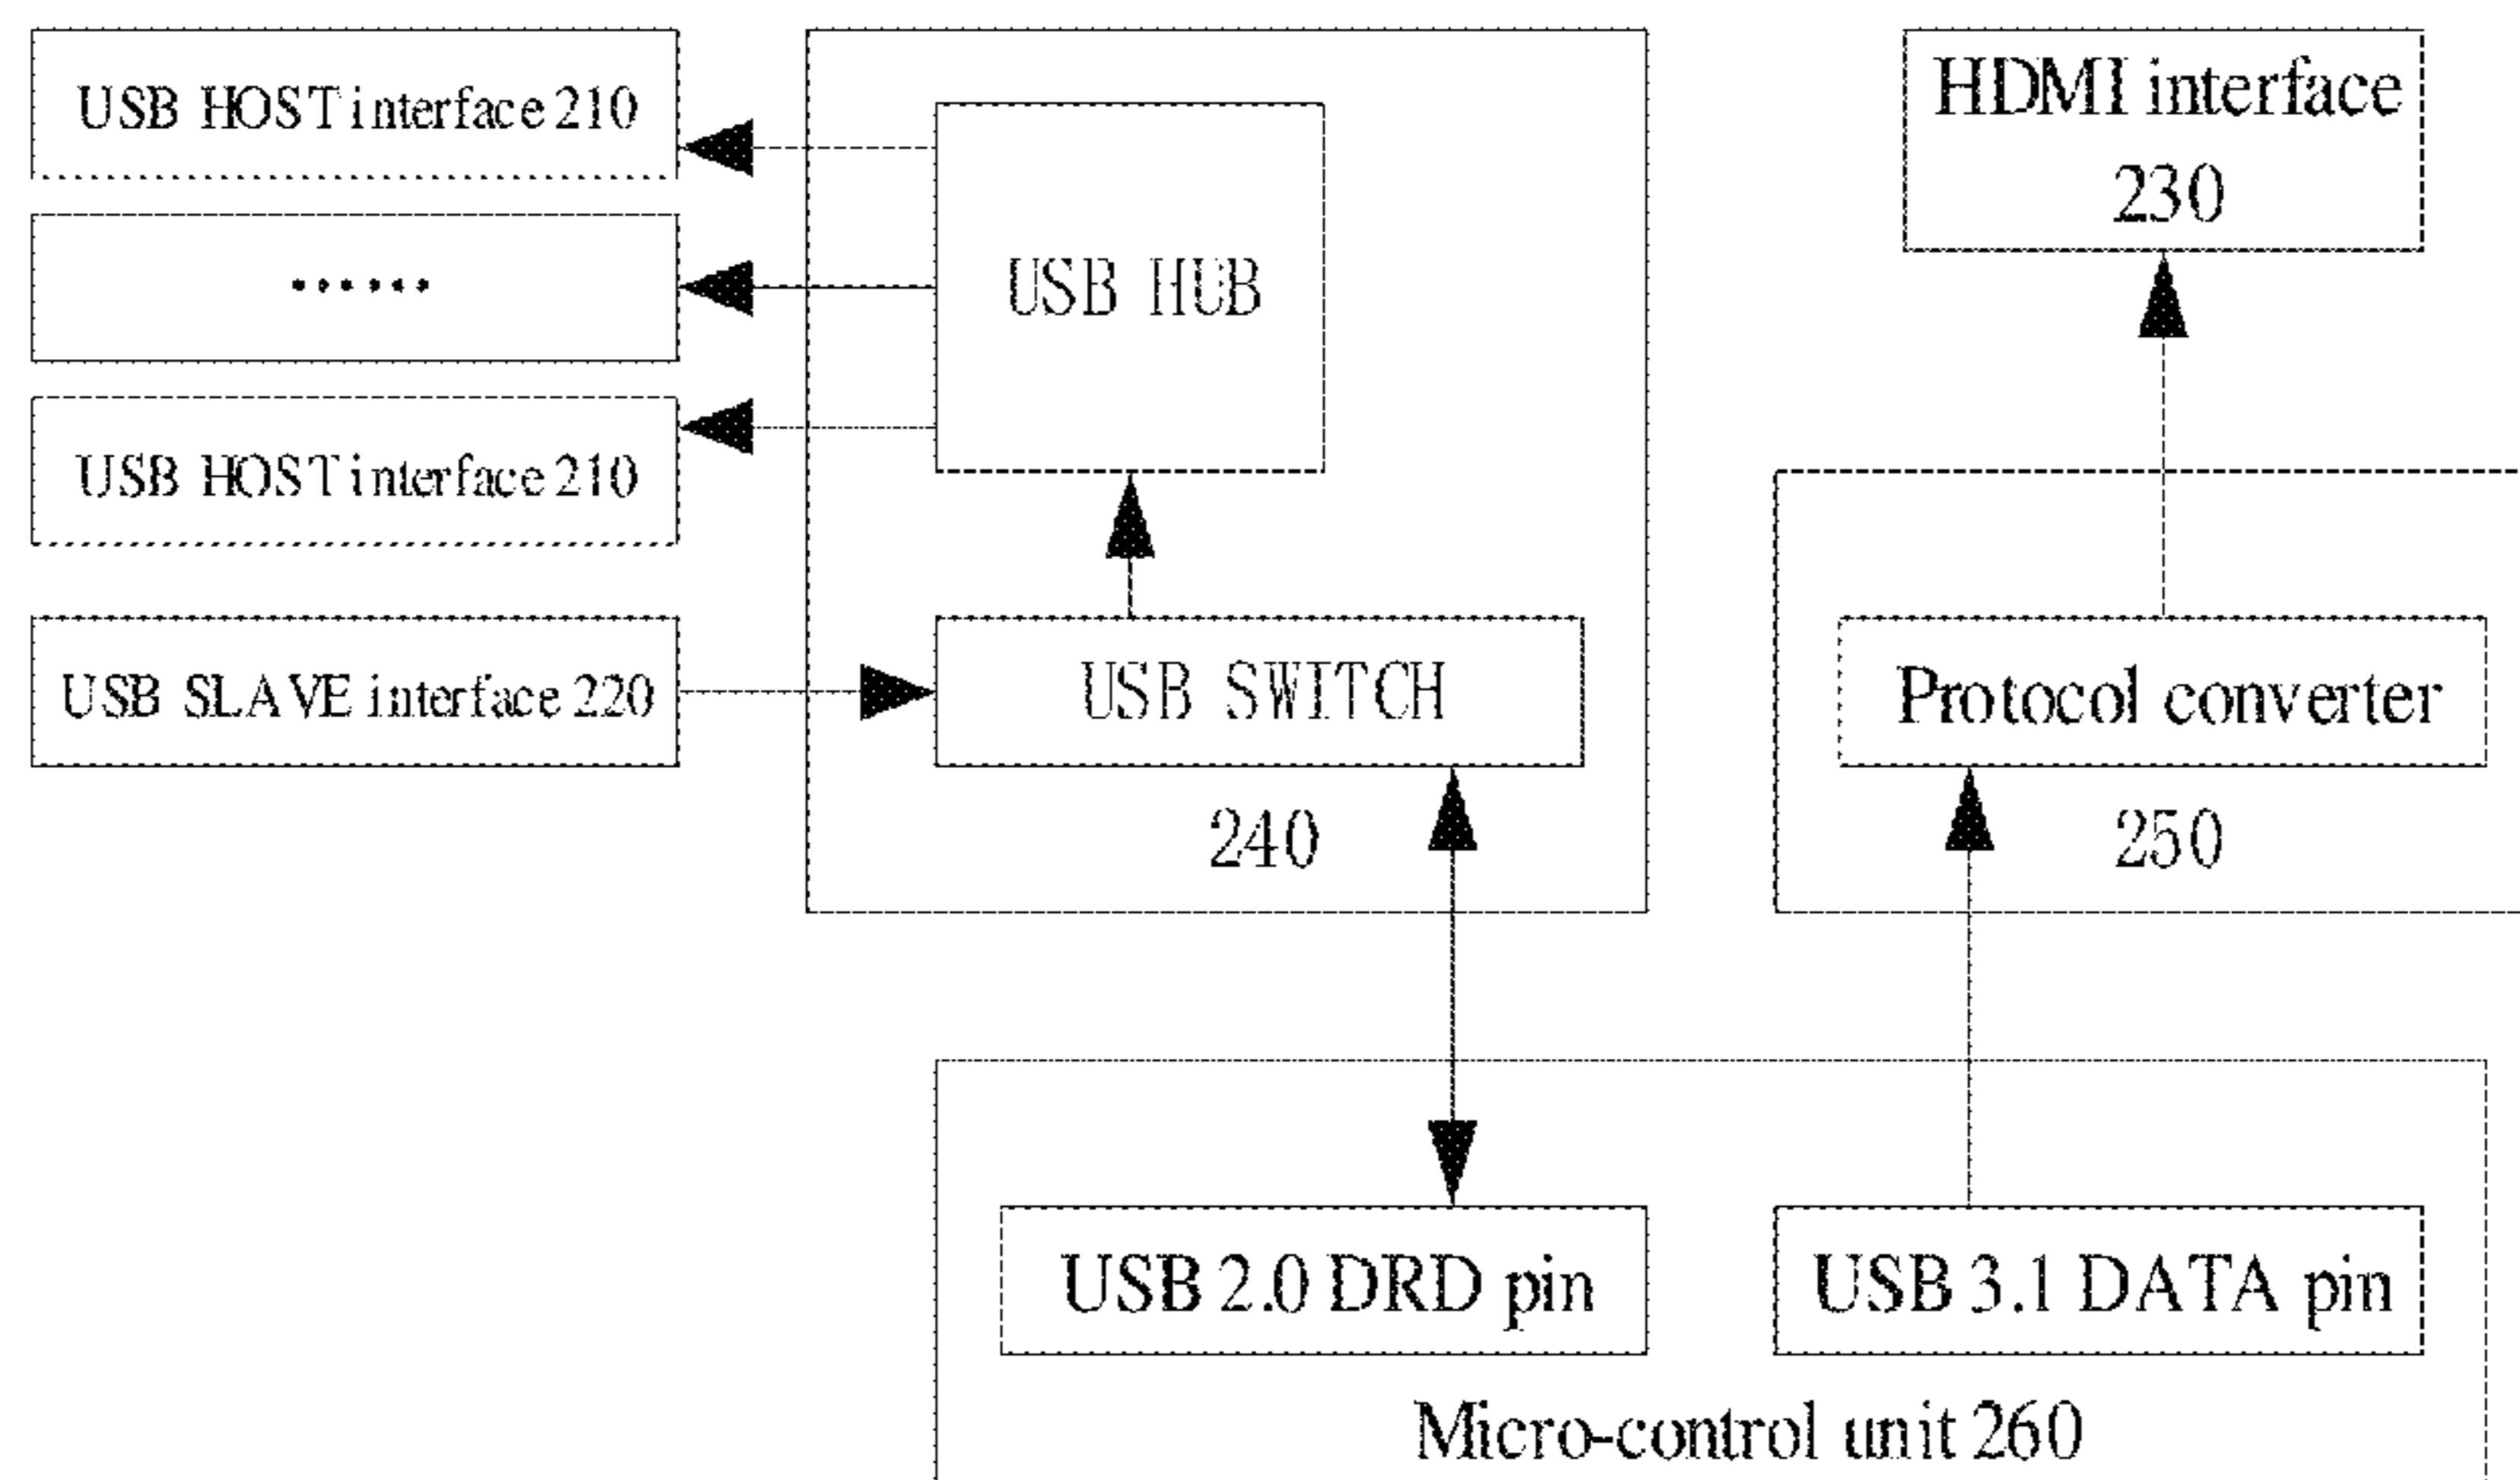 USB HOST interface 210
......
USB HOST interface 210
USB SLAVE interface 220
USB HUB
USB SWITCH
240
HDMI interface
230
Protocol converter
250
USB 2.0 DRD pin
USB 3.1 DATA pin
Micro-control unit 260